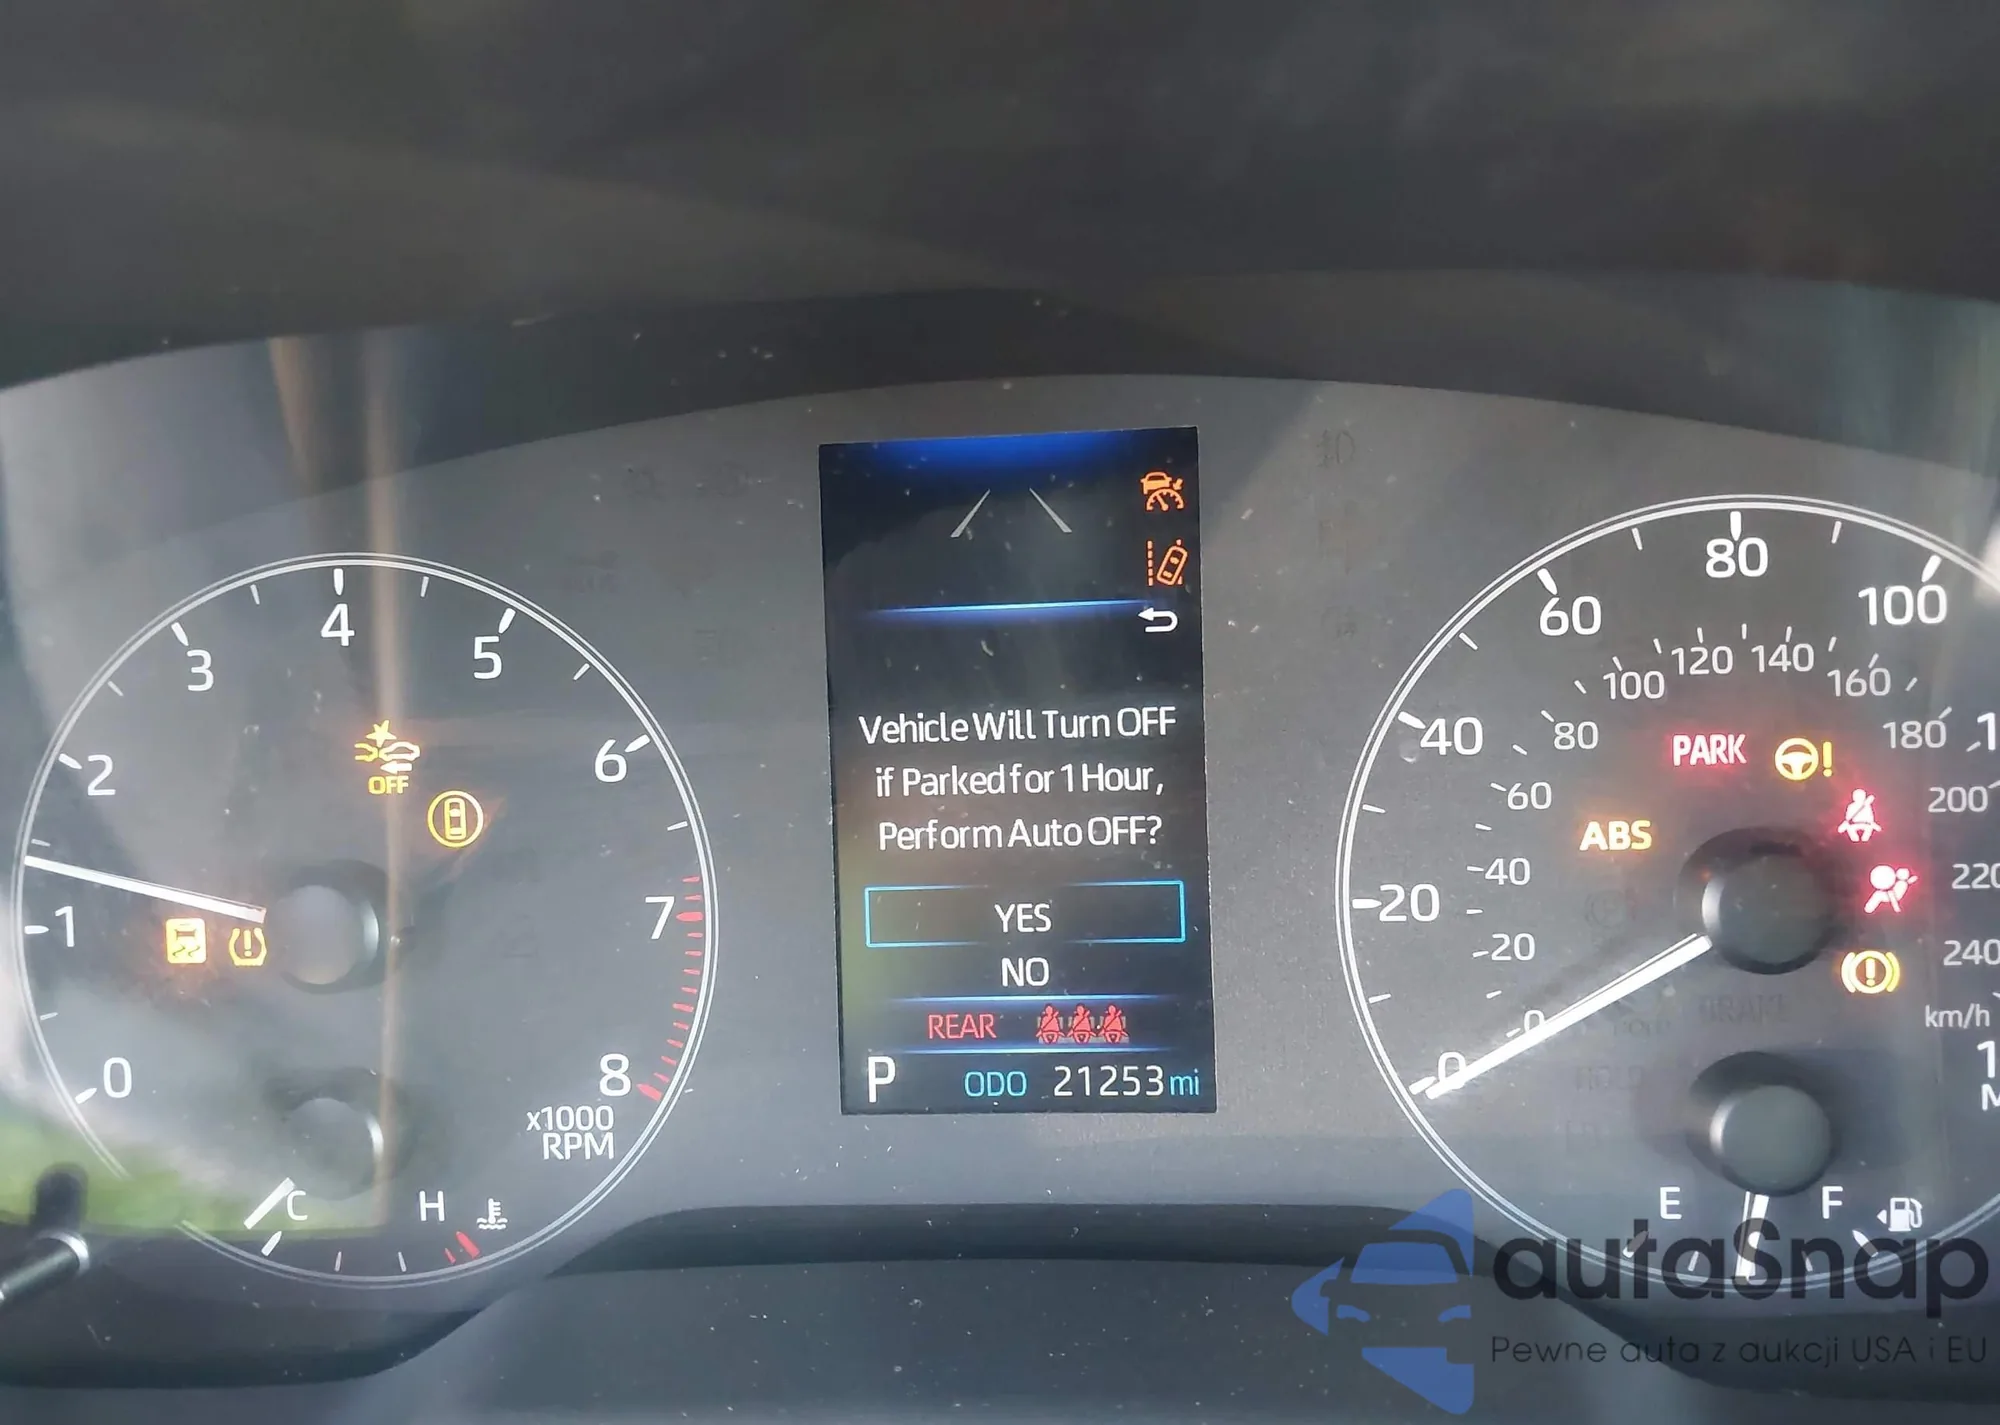 0
1
2
3
4
5
6
7
8
x1000
RPM
OFF
C
H
Vehicle Will Turn OFF
if Parked for 1 Hour,
Perform Auto OFF?
YES
NO
REAR
P ODO 21253 mi
0
20
40
60
80
100
0
20
40
60
80
100
120
140
160
180
200
220
240
km/h
PARK
ABS
BRAKE
HOLD
E
F
autaSnap
Pewne auta z aukcji USA i EU